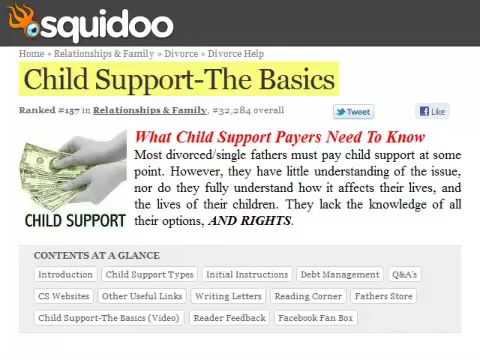 squidoo
Home » Relationships & Family » Divorce » Divorce Help
Child Support-The Basics
Ranked #157 in Relationships & Family, #32,284 overall
Tweet
Like
What Child Support Payers Need To Know
Most divorced/single fathers must pay child support at some
point. However, they have little understanding of the issue,
nor do they fully understand how it affects their lives, and
the lives of their children. They lack the knowledge of all
their options, AND RIGHTS.
CHILD SUPPORT
CONTENTS AT A GLANCE
Introduction Child Support Types Initial Instructions Debt Management Q&A's
CS Websites Other Useful Links Writing Letters Reading Corner Fathers Store
Child Support-The Basics (Video) Reader Feedback Facebook Fan Box